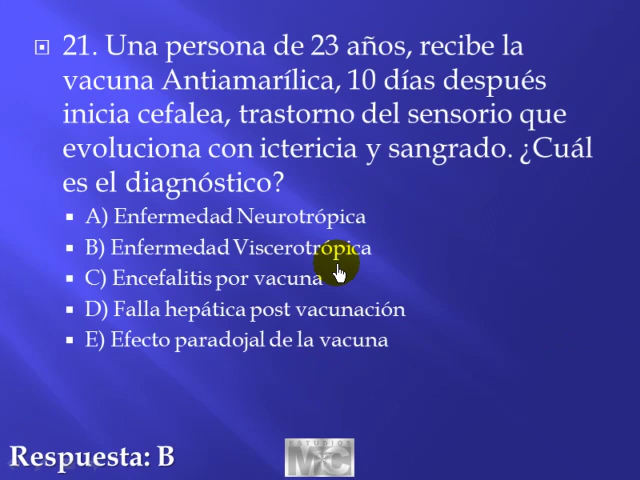 21. Una persona de 23 años, recibe la
vacuna Antiamarílica, 10 días después
inicia cefalea, trastorno del sensorio que
evoluciona con ictericia y sangrado. ¿Cuál
es el diagnóstico?
A) Enfermedad Neurotrópica
B) Enfermedad Viscerotrópica
C) Encefalitis por vacuna
D) Falla hepática post vacunación
E) Efecto paradojal de la vacuna
Respuesta: B
ESTUDIOS
MC